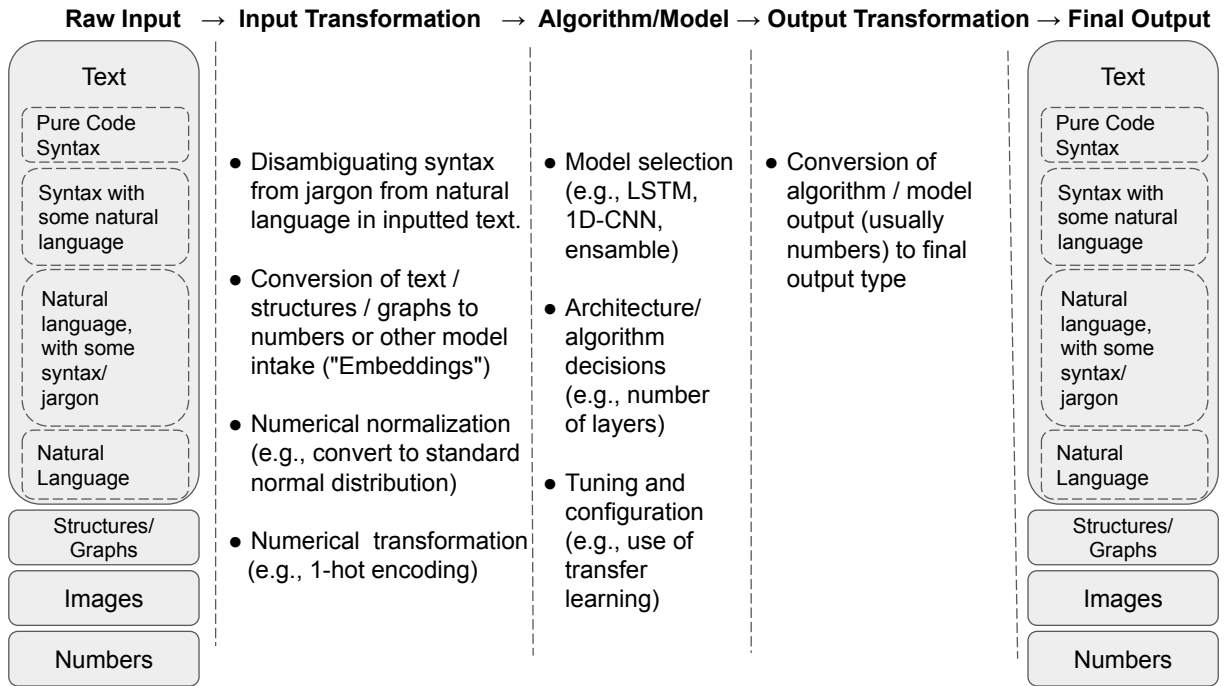 Raw Input → Input Transformation → Algorithm/Model → Output Transformation → Final Output
Text
Pure Code
Syntax
Syntax with
some natural
language
Natural
language,
with some
syntax/
jargon
Natural
Language
Structures/
Graphs
Images
Numbers
● Disambiguating syntax
from jargon from natural
language in inputted text.
● Conversion of text /
structures / graphs to
numbers or other model
intake ("Embeddings")
● Numerical normalization
(e.g., convert to standard
normal distribution)
● Numerical transformation
(e.g., 1-hot encoding)
● Model selection
(e.g., LSTM,
1D-CNN,
ensamble)
● Architecture/
algorithm
decisions
(e.g., number
of layers)
● Tuning and
configuration
(e.g., use of
transfer
learning)
● Conversion of
algorithm / model
output (usually
numbers) to final
output type
Text
Pure Code
Syntax
Syntax with
some natural
language
Natural
language,
with some
syntax/
jargon
Natural
Language
Structures/
Graphs
Images
Numbers